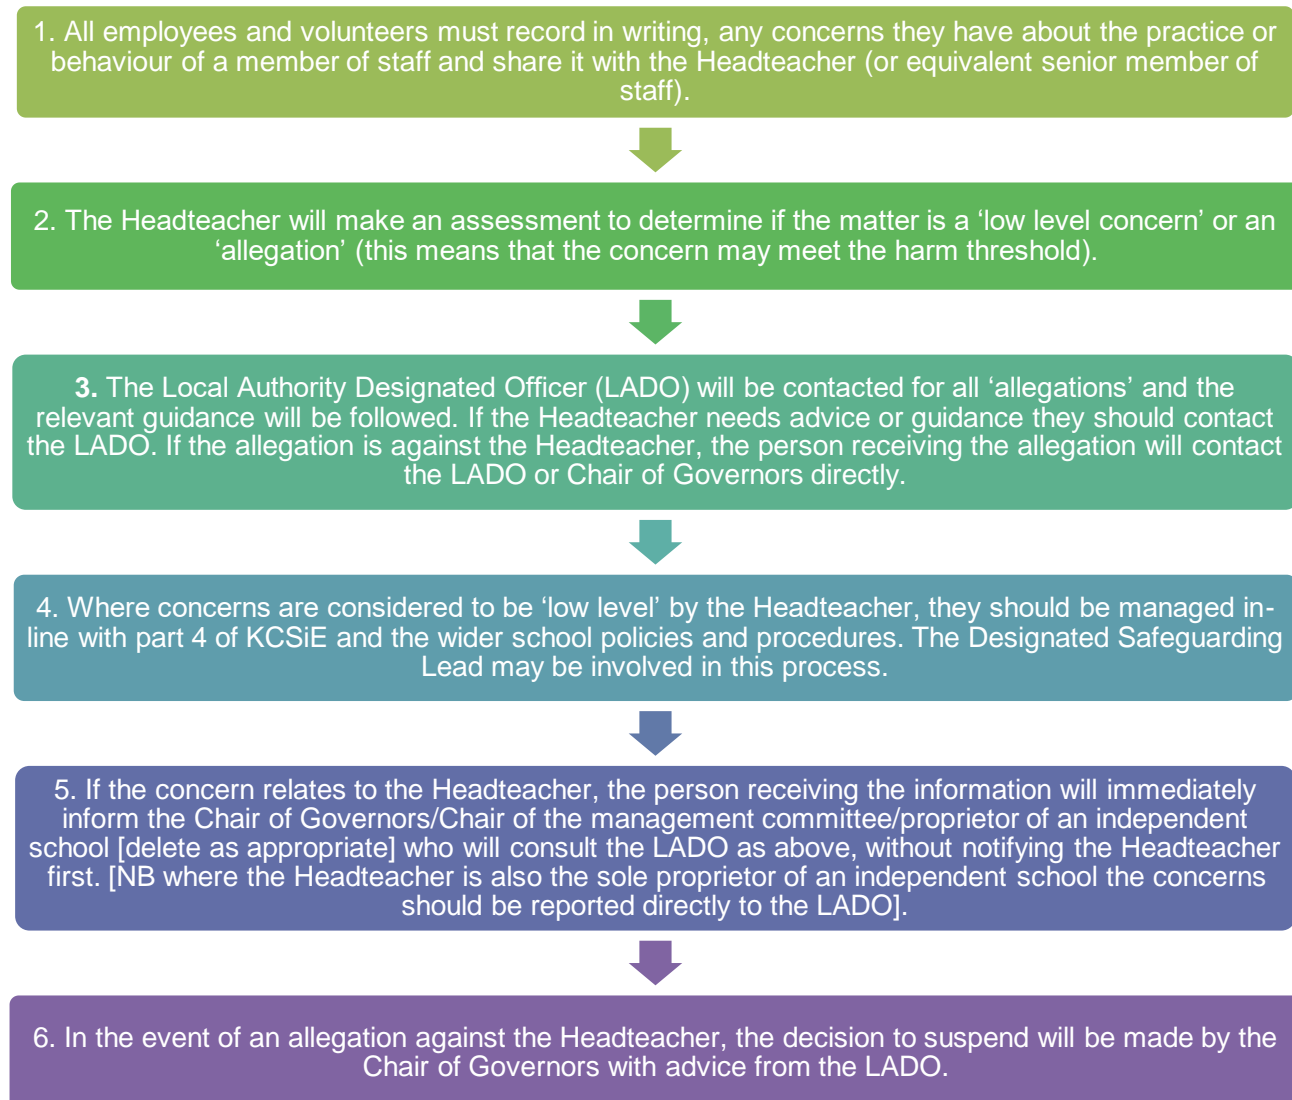 1. All employees and volunteers must record in writing, any concerns they have about the practice or
behaviour of a member of staff and share it with the Headteacher (or equivalent senior member of
staff).
2. The Headteacher will make an assessment to determine if the matter is a ‘low level concern’ or an
‘allegation’ (this means that the concern may meet the harm threshold).
3. The Local Authority Designated Officer (LADO) will be contacted for all ‘allegations’ and the
relevant guidance will be followed. If the Headteacher needs advice or guidance they should contact
the LADO. If the allegation is against the Headteacher, the person receiving the allegation will contact
the LADO or Chair of Governors directly.
4. Where concerns are considered to be ‘low level’ by the Headteacher, they should be managed in-
line with part 4 of KCSiE and the wider school policies and procedures. The Designated Safeguarding
Lead may be involved in this process.
5. If the concern relates to the Headteacher, the person receiving the information will immediately
inform the Chair of Governors/Chair of the management committee/proprietor of an independent
school [delete as appropriate] who will consult the LADO as above, without notifying the Headteacher
first. [NB where the Headteacher is also the sole proprietor of an independent school the concerns
should be reported directly to the LADO].
6. In the event of an allegation against the Headteacher, the decision to suspend will be made by the
Chair of Governors with advice from the LADO.